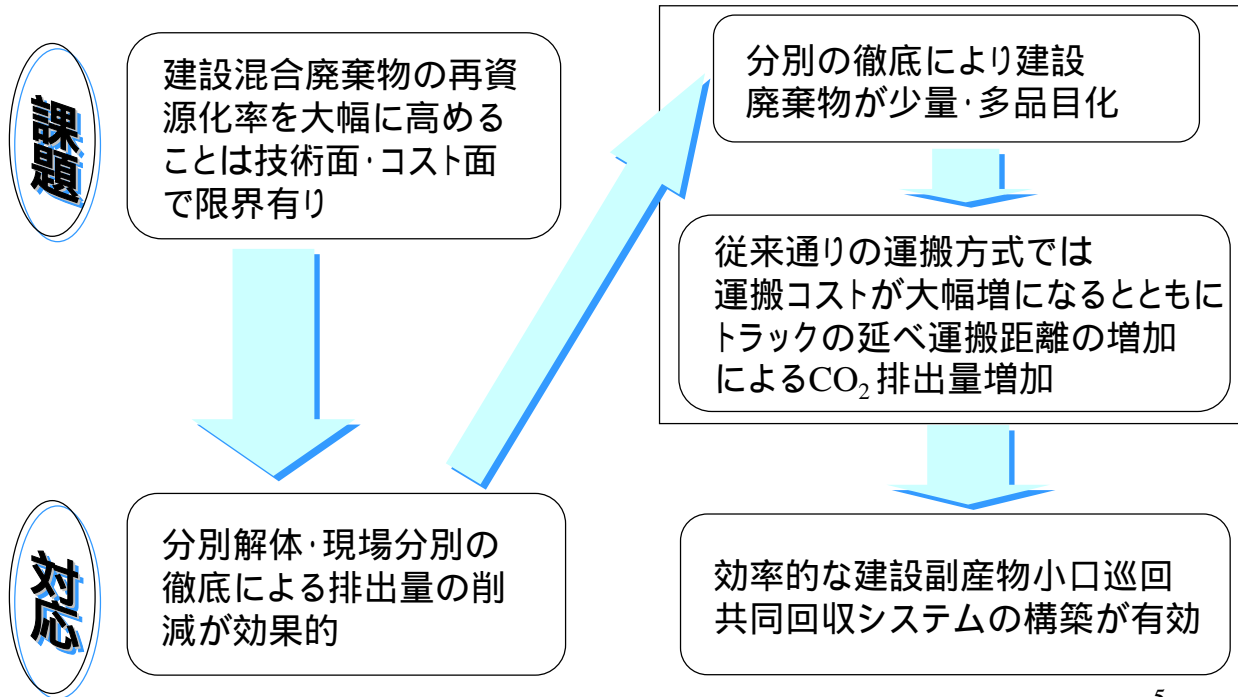 課題
建設混合廃棄物の再資
源化率を大幅に高める
ことは技術面・コスト面
で限界有り
対応
分別解体・現場分別の
徹底による排出量の削
減が効果的
分別の徹底により建設
廃棄物が少量・多品目化
従来通りの運搬方式では
運搬コストが大幅増になるとともに
トラックの延べ運搬距離の増加
によるCO₂排出量増加
効率的な建設副産物小口巡回
共同回収システムの構築が有効
5